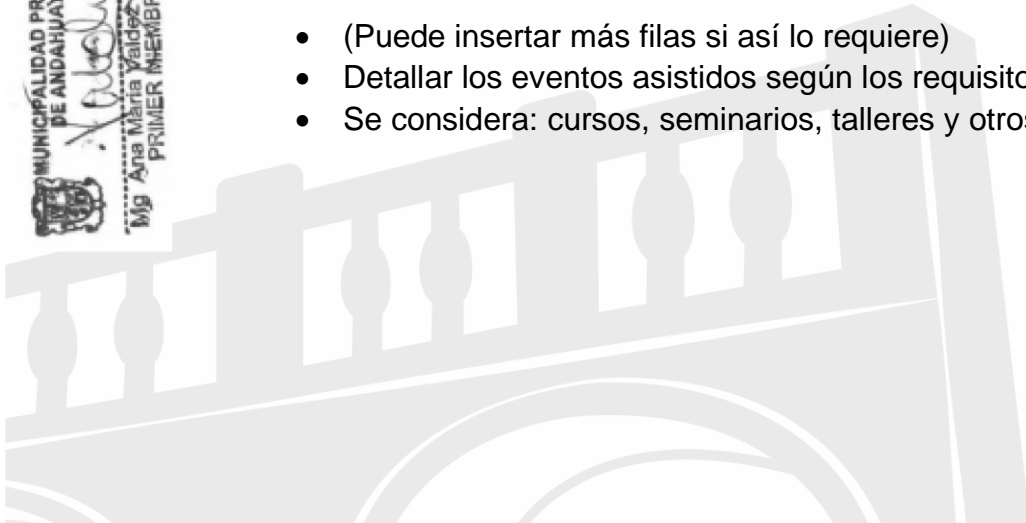 MUNICIPALIDAD PR
DE ANDAHUAY
Mg Ana Maria Valdez
PRIMER MIEMBR
• (Puede insertar más filas si así lo requiere)
• Detallar los eventos asistidos según los requisito
• Se considera: cursos, seminarios, talleres y otros